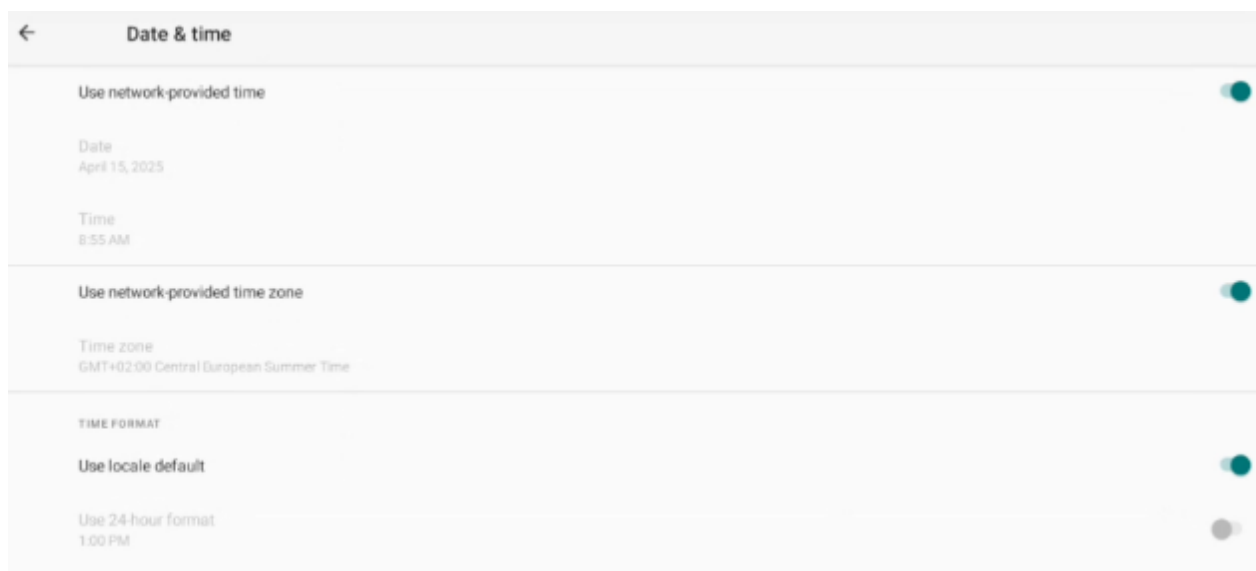 Date & time
Use network-provided time
Date
April 15, 2025
Time
8:55 AM
Use network-provided time zone
Time zone
GMT+02:00 Central European Summer Time
TIME FORMAT
Use locale default
Use 24-hour format
1:00 PM